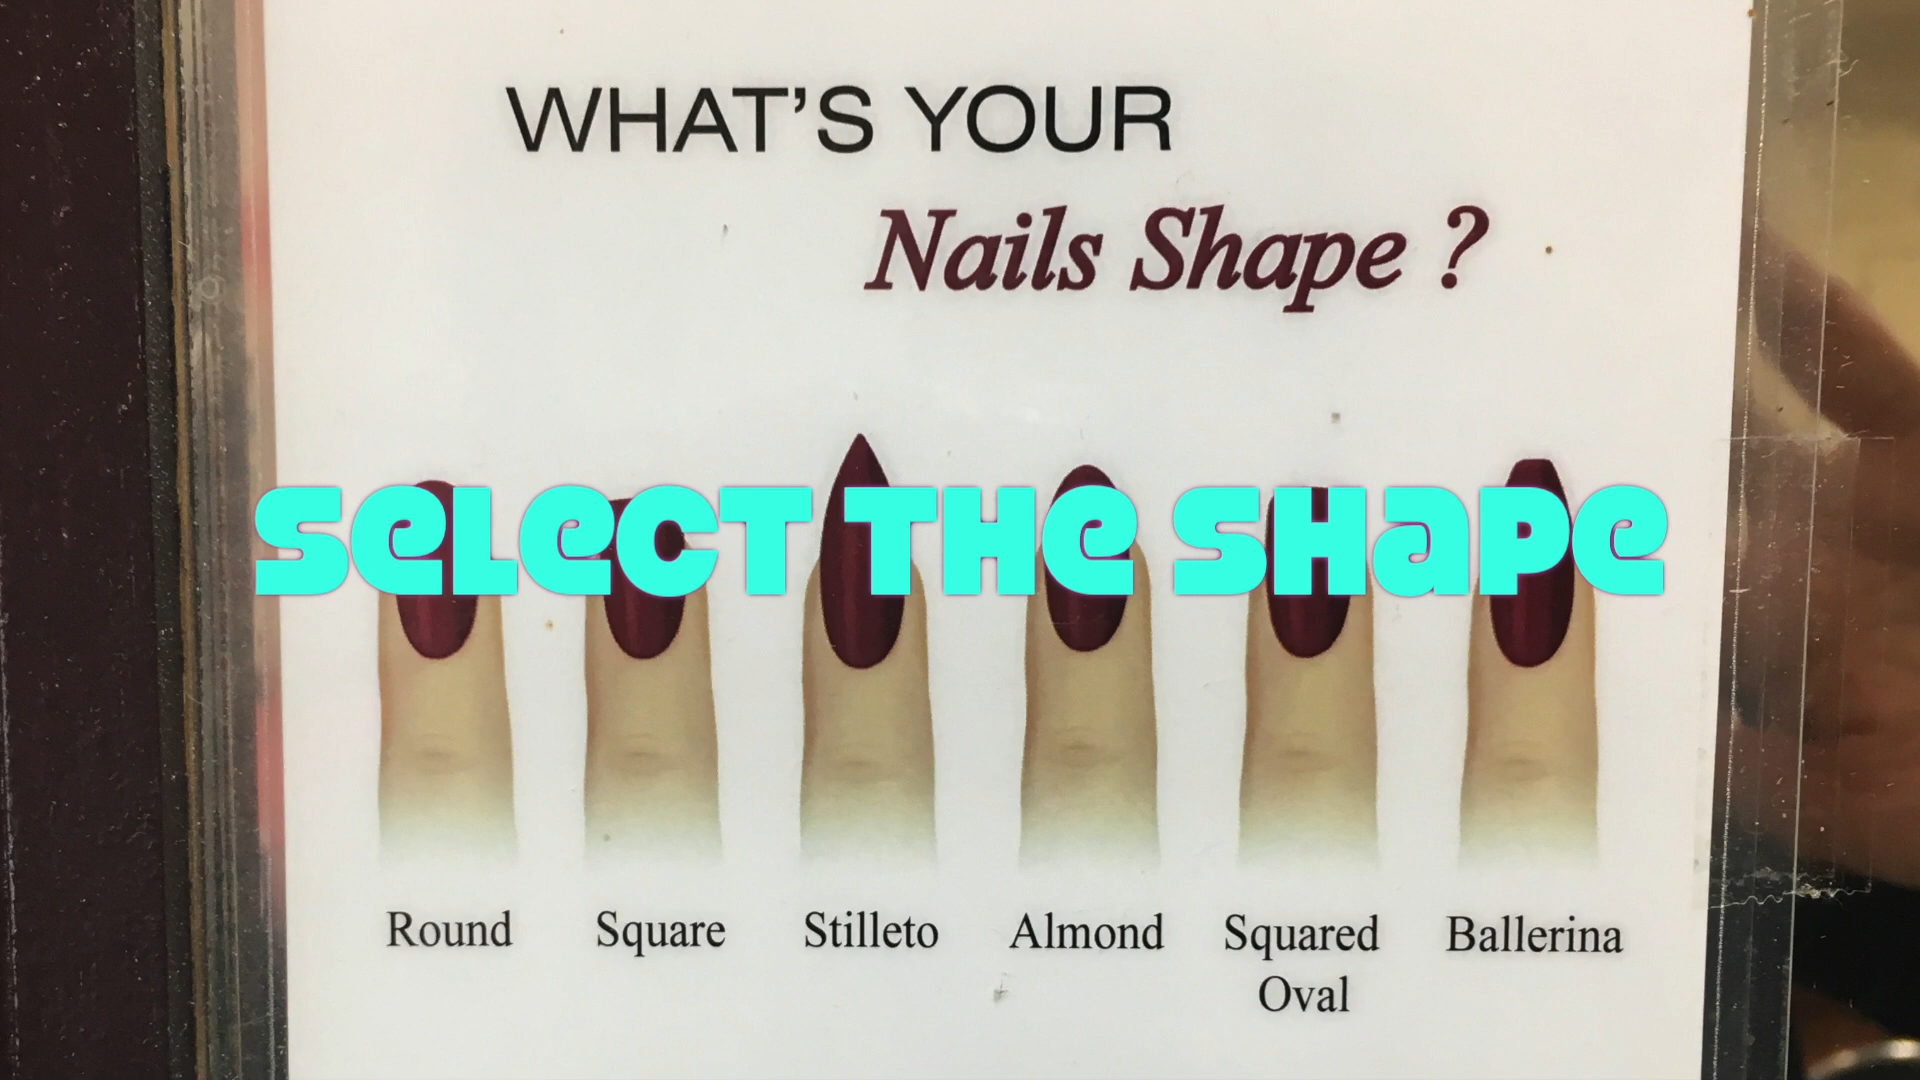 WHAT'S YOUR
Nails Shape ?
SeLeCT THe SHaPe
Round Square Stilleto Almond Squared Oval Ballerina